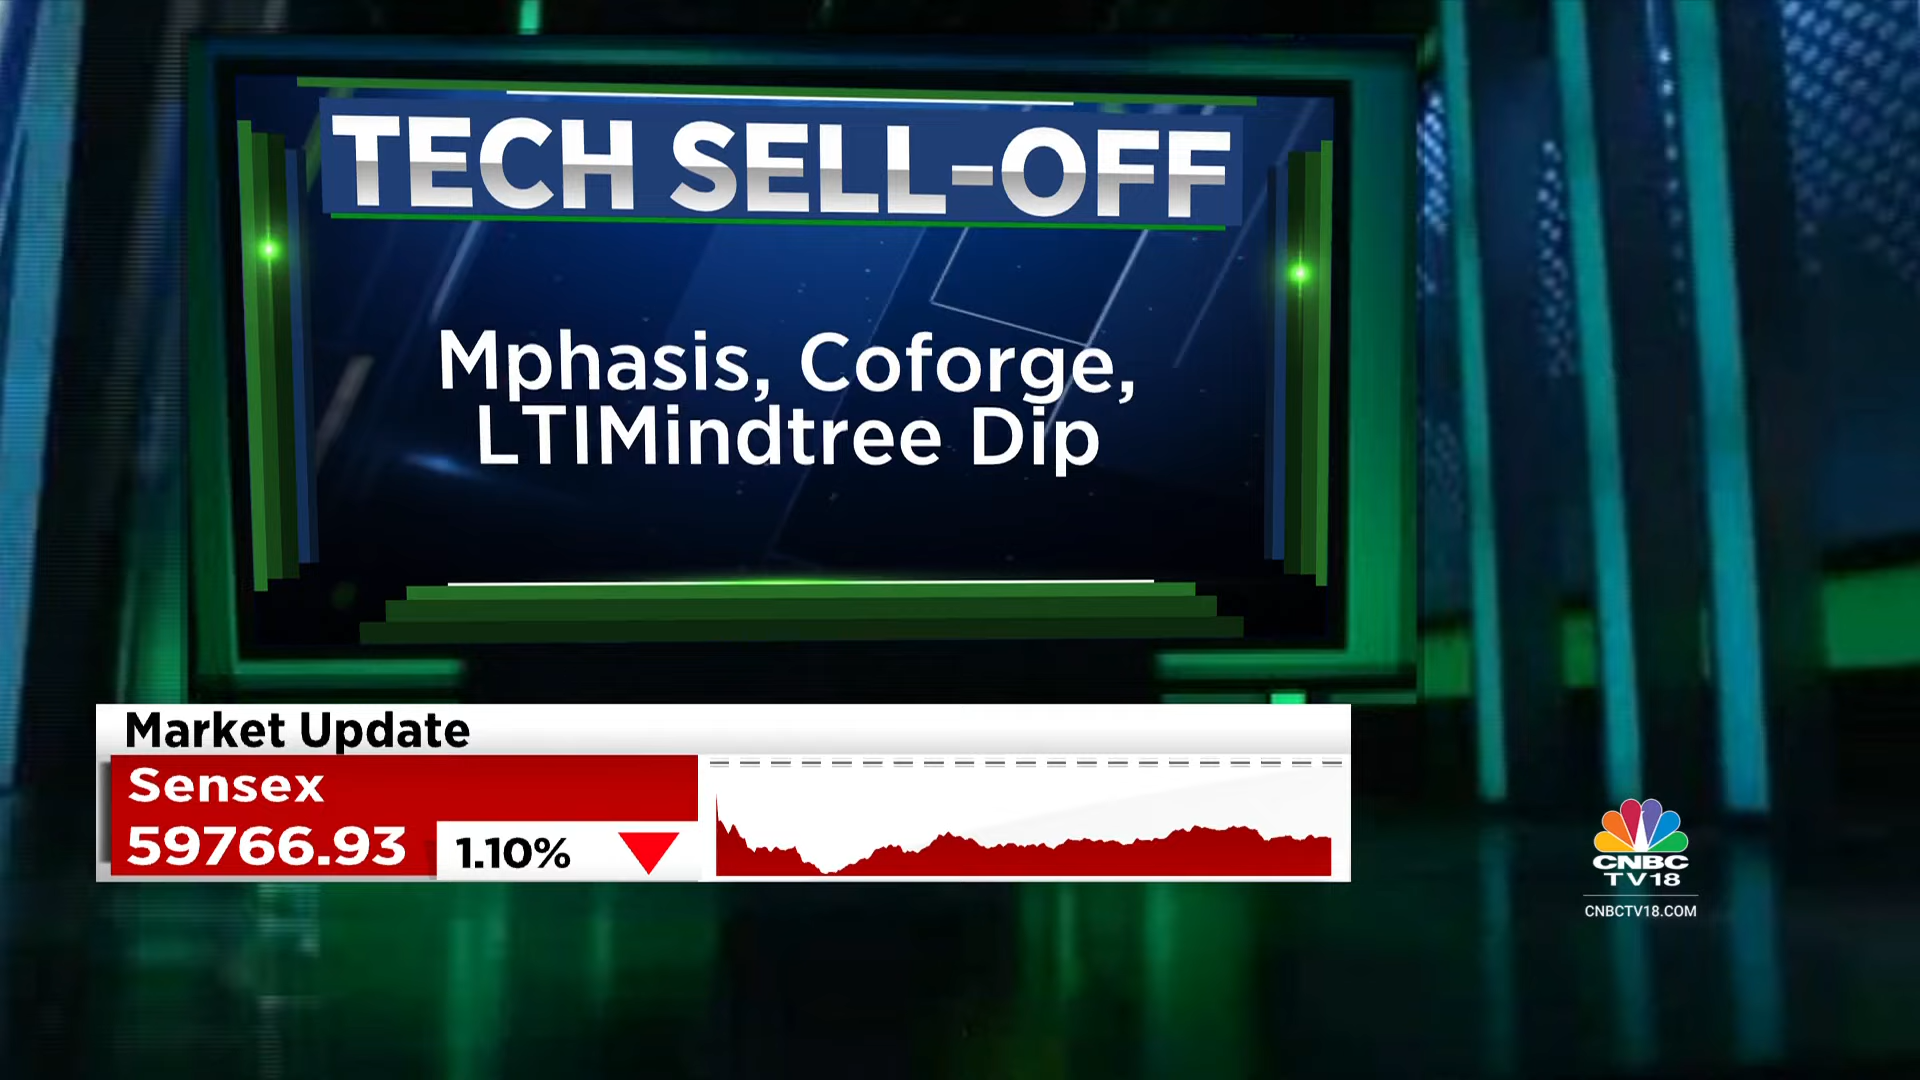 TECH SELL-OFF
Mphasis, Coforge,
LTIMindtree Dip
Market Update
Sensex
59766.93
1.10%
CNBC
TV18
CNBCTV18.COM